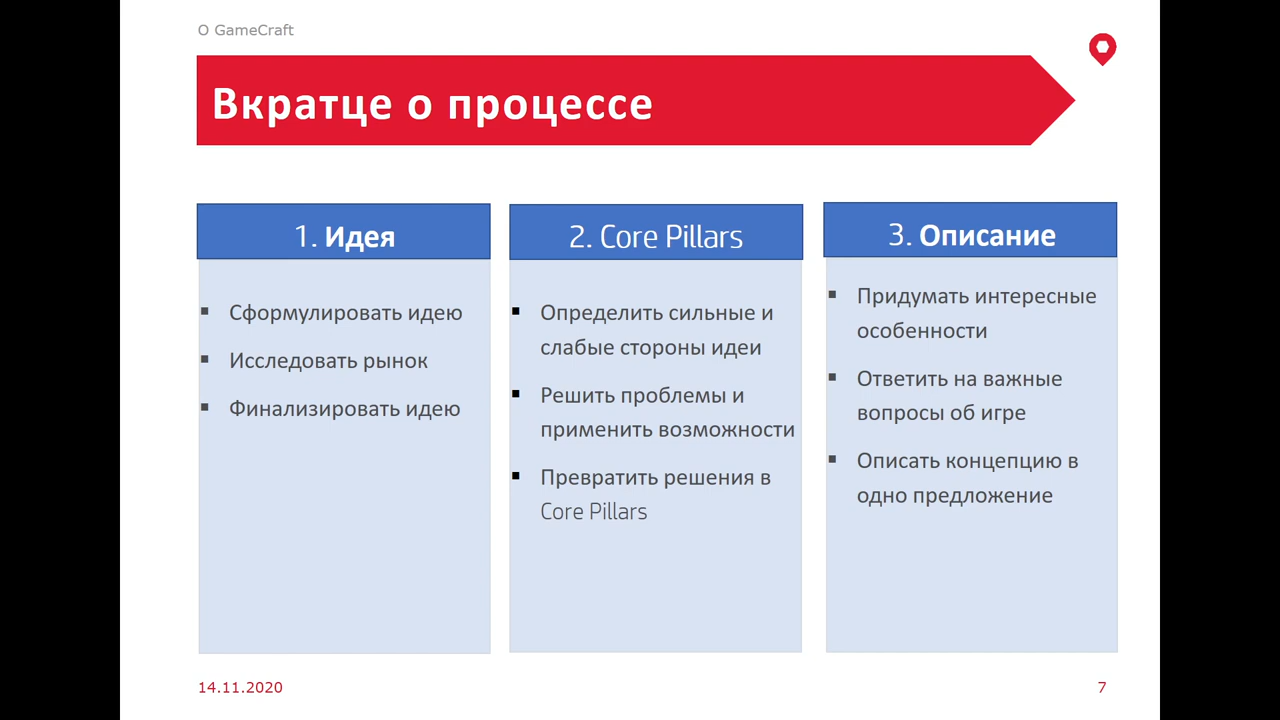 О GameCraft
Вкратце о процессе
1. Идея
▪ Сформулировать идею
▪ Исследовать рынок
▪ Финализировать идею
2. Core Pillars
▪ Определить сильные и
слабые стороны идеи
▪ Решить проблемы и
применить возможности
▪ Превратить решения в
Core Pillars
3. Описание
▪ Придумать интересные
особенности
▪ Ответить на важные
вопросы об игре
▪ Описать концепцию в
одно предложение
14.11.2020
7